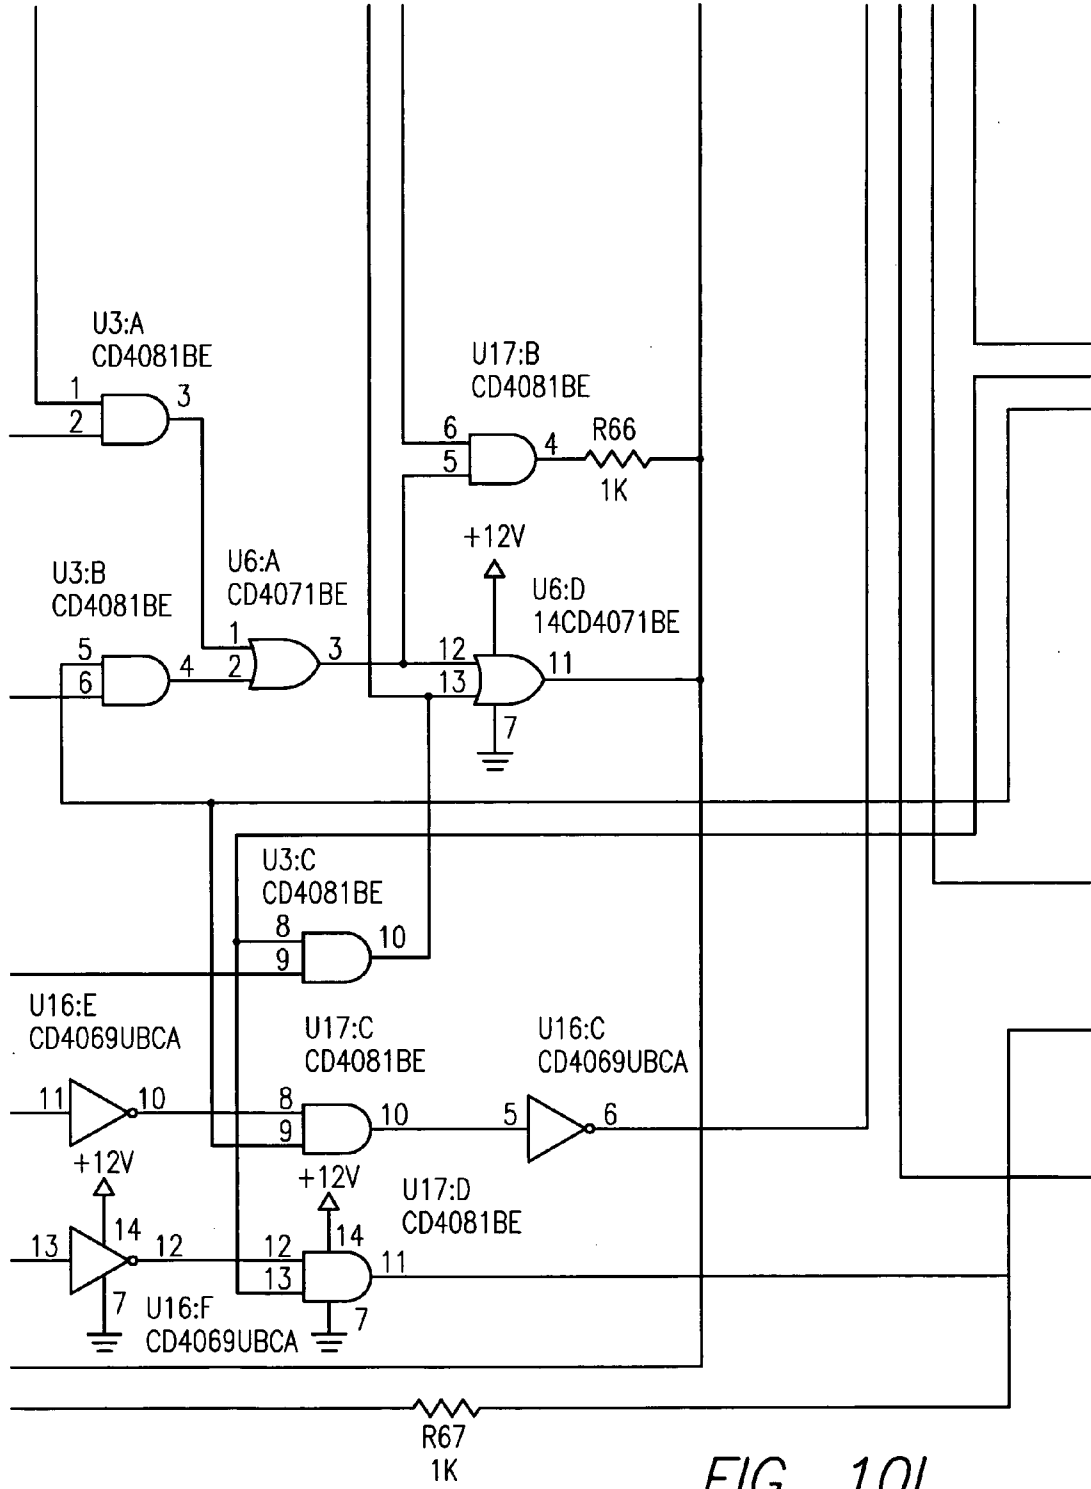 U3:A
CD4081BE
1
2
3
U17:B
CD4081BE
6
5
4
R66
1K
+12V
U3:B
CD4081BE
5
6
4
U6:A
CD4071BE
1
2
3
U6:D
14CD4071BE
12
13
11
7
U3:C
CD4081BE
8
9
10
U16:E
CD4069UBCA
11
10
U17:C
CD4081BE
8
9
10
U16:C
CD4069UBCA
5
6
+12V
14
13
12
7
U16:F
CD4069UBCA
+12V
14
U17:D
CD4081BE
12
13
11
7
R67
1K
FIG.